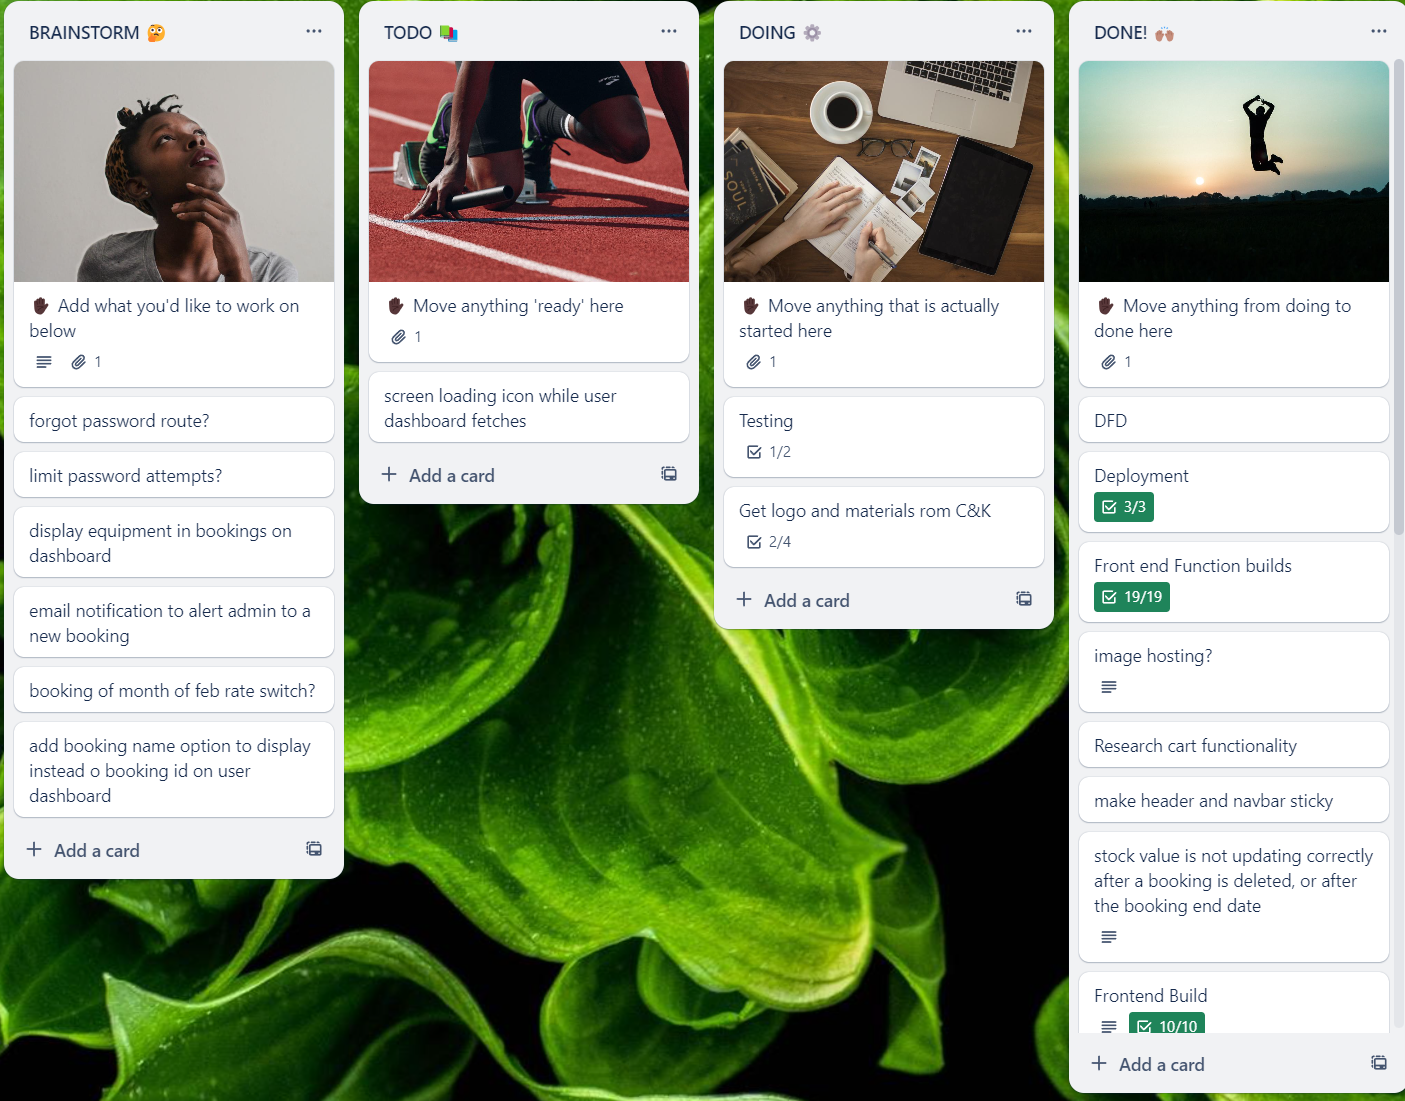 BRAINSTORM 🤔
Add what you'd like to work on
below
1
forgot password route?
limit password attempts?
display equipment in bookings on
dashboard
email notification to alert admin to a
new booking
booking of month of feb rate switch?
add booking name option to display
instead o booking id on user
dashboard
+ Add a card
TODO
Move anything 'ready' here
1
screen loading icon while user
dashboard fetches
+ Add a card
DOING ⚙️
Move anything that is actually
started here
1
Testing
1/2
Get logo and materials rom C&K
2/4
+ Add a card
DONE! 🙌🏽
Move anything from doing to
done here
1
DFD
Deployment
3/3
Front end Function builds
19/19
image hosting?
Research cart functionality
make header and navbar sticky
stock value is not updating correctly
after a booking is deleted, or after
the booking end date
Frontend Build
10/10
+ Add a card
SOUL